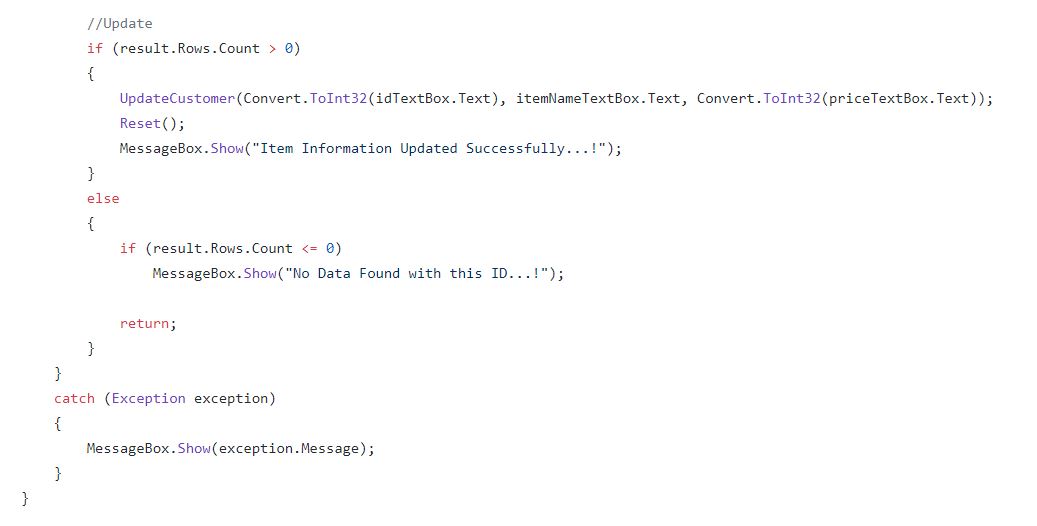 //Update
if (result.Rows.Count > 0)
{
UpdateCustomer(Convert.ToInt32(idTextBox.Text), itemNameTextBox.Text, Convert.ToInt32(priceTextBox.Text));
Reset();
MessageBox.Show("Item Information Updated Successfully...!");
}
else
{
if (result.Rows.Count <= 0)
MessageBox.Show("No Data Found with this ID...!");
return;
}
}
catch (Exception exception)
{
MessageBox.Show(exception.Message);
}
}